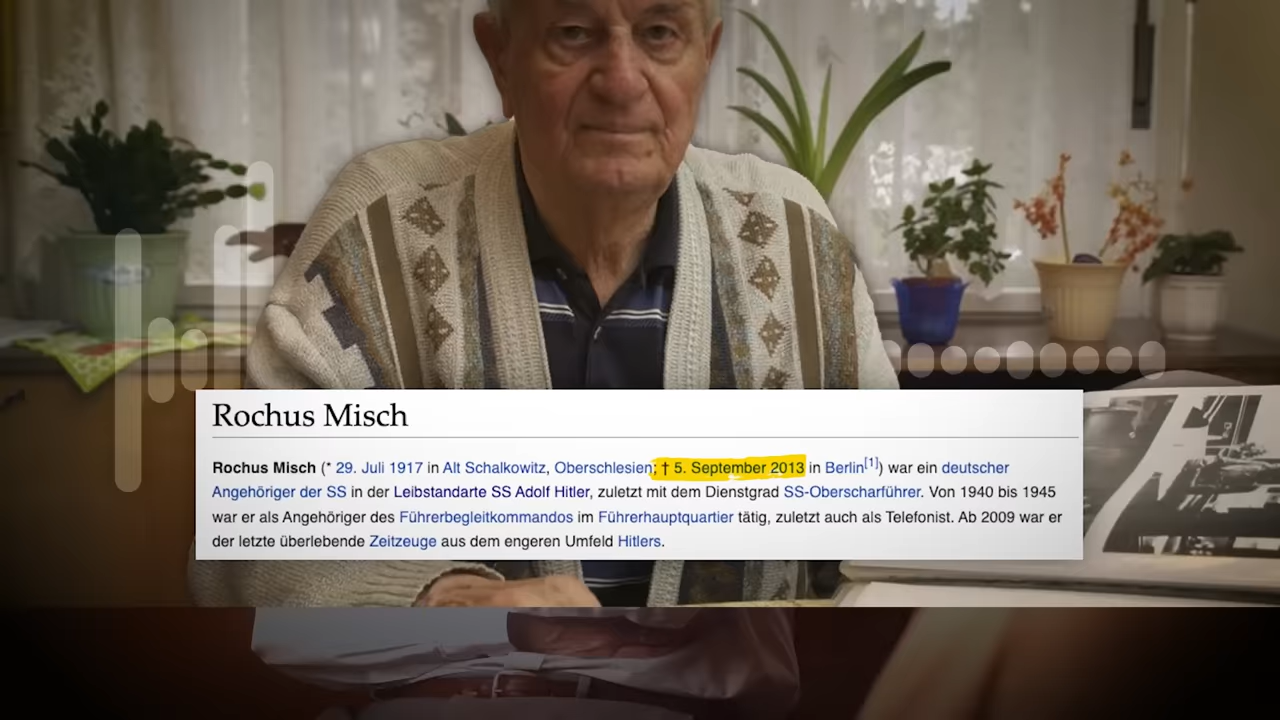 Rochus Misch
Rochus Misch (* 29. Juli 1917 in Alt Schalkowitz, Oberschlesien; † 5. September 2013 in Berlin[1]) war ein deutscher
Angehöriger der SS in der Leibstandarte SS Adolf Hitler, zuletzt mit dem Dienstgrad SS-Oberscharführer. Von 1940 bis 1945
war er als Angehöriger des Führerbegleitkommandos im Führerhauptquartier tätig, zuletzt auch als Telefonist. Ab 2009 war er
der letzte überlebende Zeitzeuge aus dem engeren Umfeld Hitlers.